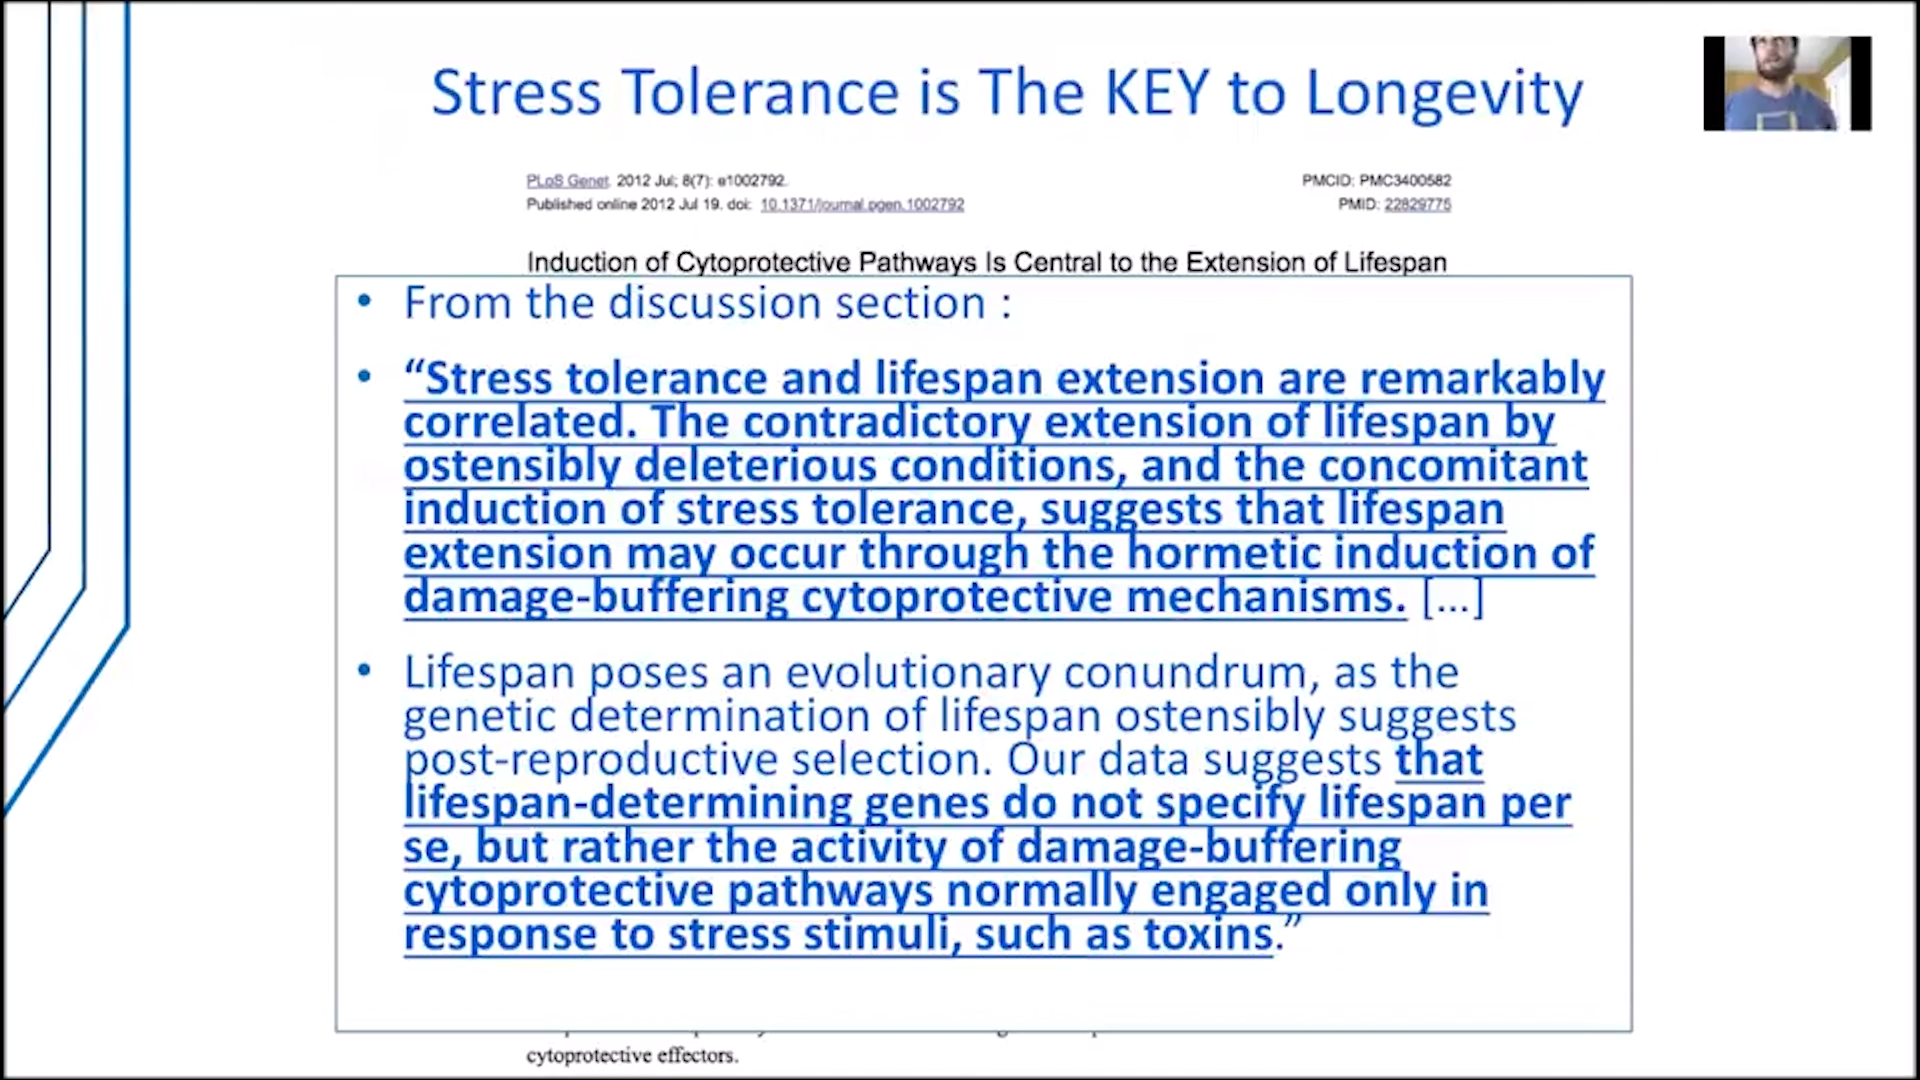 Stress Tolerance is The KEY to Longevity
PLoS Genet. 2012 Jul; 8(7): e1002792.
PMCID: PMC3400582
Published online 2012 Jul 19. doi: 10.1371/journal.pgen.1002792
PMID: 22829775
Induction of Cytoprotective Pathways Is Central to the Extension of Lifespan
• From the discussion section :
• “Stress tolerance and lifespan extension are remarkably
correlated. The contradictory extension of lifespan by
ostensibly deleterious conditions, and the concomitant
induction of stress tolerance, suggests that lifespan
extension may occur through the hormetic induction of
damage-buffering cytoprotective mechanisms. [...]
• Lifespan poses an evolutionary conundrum, as the
genetic determination of lifespan ostensibly suggests
post-reproductive selection. Our data suggests that
lifespan-determining genes do not specify lifespan per
se, but rather the activity of damage-buffering
cytoprotective pathways normally engaged only in
response to stress stimuli, such as toxins.”
cytoprotective effectors.